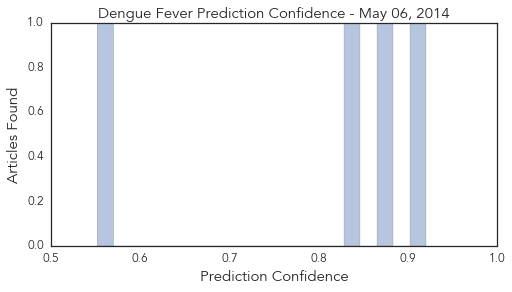 Dengue Fever Prediction Confidence - May 06, 2014
Articles Found
1.0
0.8
0.6
0.4
0.2
0.0
0.5 0.6 0.7 0.8 0.9 1.0
Prediction Confidence